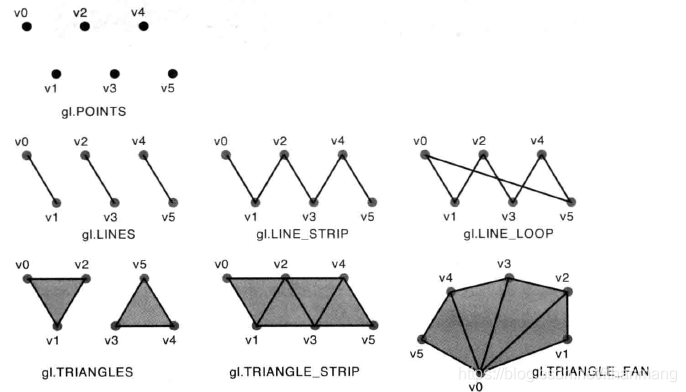 v0 v2 v4
v1 v3 v5
gl.POINTS
v0 v2 v4 v0 v2 v4 v0 v2 v4
v1 v3 v5 v1 v3 v5 v1 v3 v5
gl.LINES gl.LINE_STRIP gl.LINE_LOOP
v0 v2 v5 v0 v2 v4 v4 v3 v2
v1 v3 v4 v1 v3 v5 v5 v1
gl.TRIANGLES gl.TRIANGLE_STRIP gl.TRIANGLE_FAN
v0